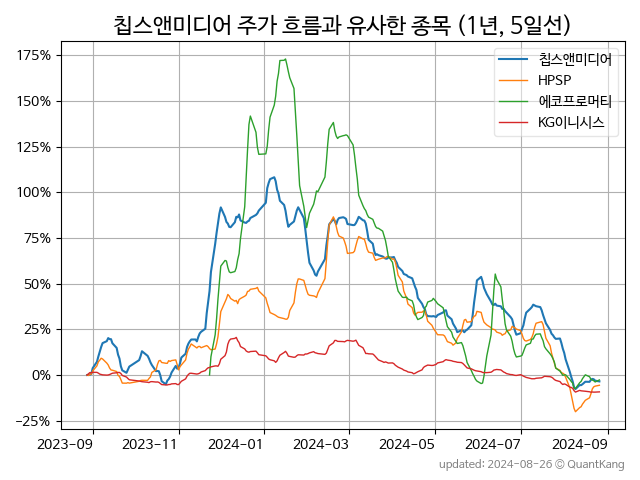 칩스앤미디어 주가 흐름과 유사한 종목 (1년, 5일선)
칩스앤미디어
HPSP
에코프로머티
KG이니시스
175%
150%
125%
100%
75%
50%
25%
0%
−25%
2023-09
2023-11
2024-01
2024-03
2024-05
2024-07
2024-09
updated: 2024-08-26 © QuantKang